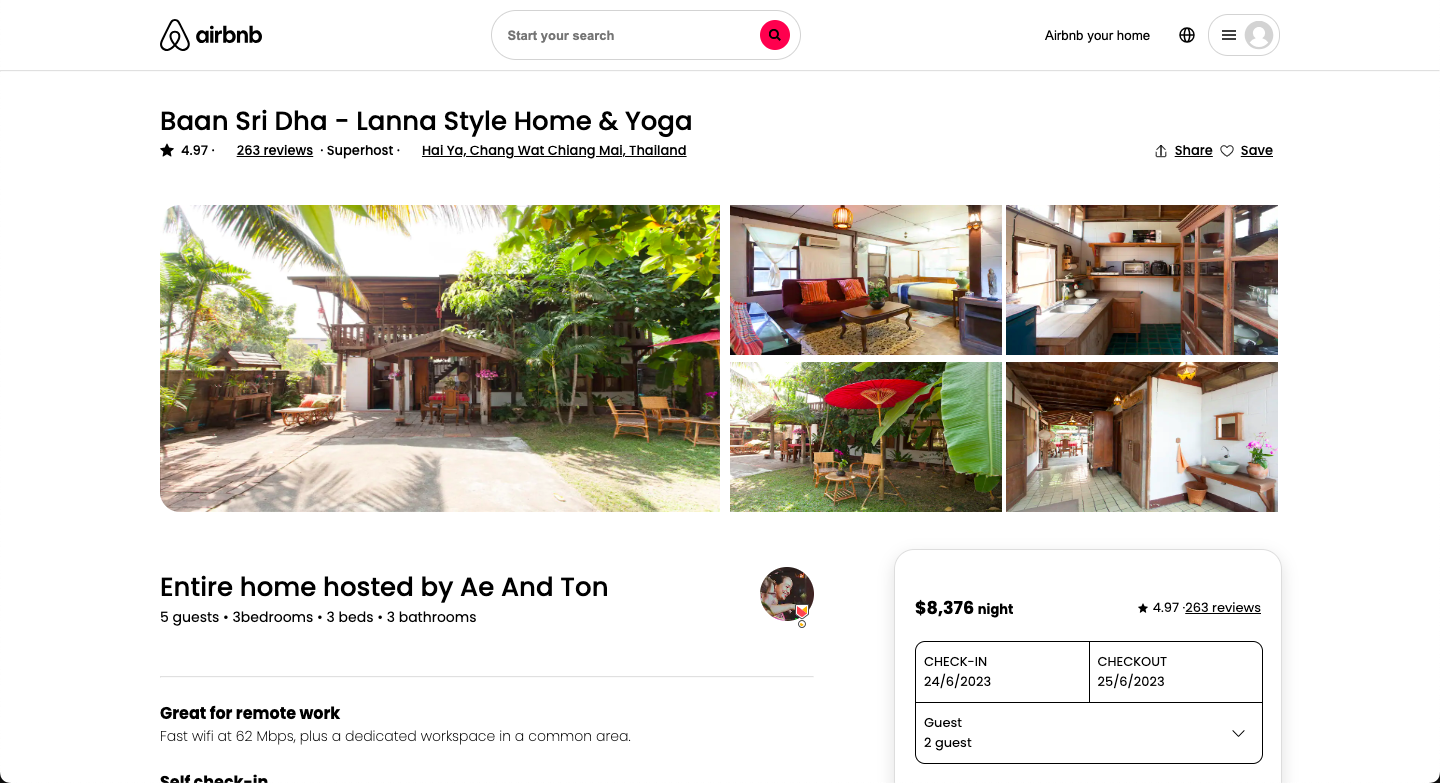 airbnb
Start your search
Airbnb your home
Baan Sri Dha - Lanna Style Home & Yoga
4.97 · 263 reviews · Superhost · Hai Ya, Chang Wat Chiang Mai, Thailand
Share Save
Entire home hosted by Ae And Ton
5 guests • 3bedrooms • 3 beds • 3 bathrooms
$8,376 night
4.97 ·263 reviews
CHECK-IN
24/6/2023
CHECKOUT
25/6/2023
Guest
2 guest
Great for remote work
Fast wifi at 62 Mbps, plus a dedicated workspace in a common area.
Self check-in